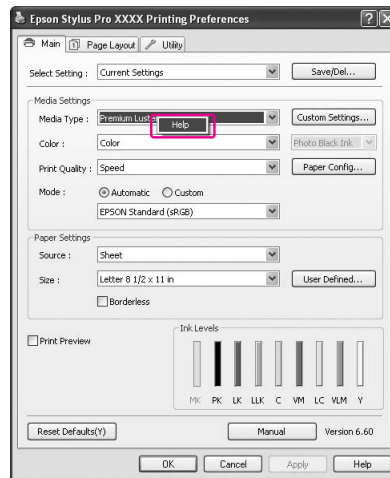 Epson Stylus Pro XXXX Printing Preferences
Main Page Layout Utility
Select Setting : Current Settings Save/Del...
Media Settings
Media Type : Premium Help Custom Settings...
Color : Color Photo Black Ink
Print Quality : Speed Paper Config...
Mode : Automatic Custom
EPSON Standard (sRGB)
Paper Settings
Source : Sheet
Size : Letter 8 1/2 x 11 in User Defined...
Borderless
Print Preview
Ink Levels
MK PK LK LLK C VM LC VLM Y
Reset Defaults(Y) Manual Version 6.60
OK Cancel Apply Help